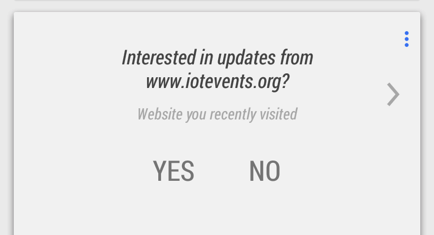 Interested in updates from
www.iotevents.org?
Website you recently visited
YES NO